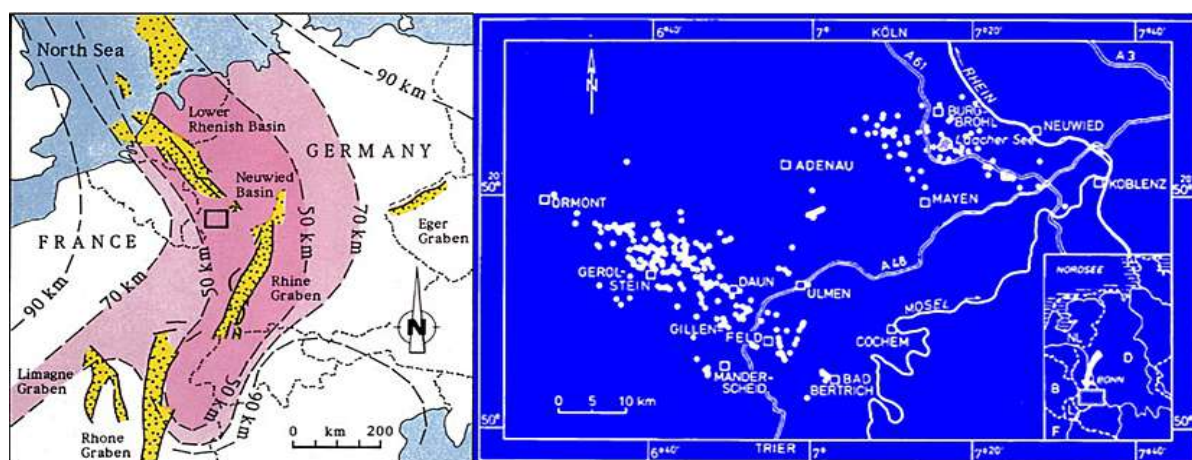 North Sea
Lower
Rhenish Basin
Neuwied
Basin
GERMANY
FRANCE
90 km
50 km
70 km
50 km
70 km
90 km
Eger
Graben
Rhine
Graben
N
Limagne
Graben
50 km
90 km
Rhone
Graben
km
0 200
6°40'
7°
KÖLN
7°20'
7°40'
N
A 61
RHEIN
A 3
BURG-
BROHL
Laacher See
NEUWIED
ADENAU
KOBLENZ
50°
20'
ORMONT
MAYEN
50°
20'
GEROL-
STEIN
DAUN
ULMEN
A 48
MOSEL
NORDSEE
GILLEN-
FELD
COCHEM
NL
D
MANDER-
SCHEID
BAD
BERTRICH
BONN
B
F
0 5 10 km
50°
50°
6°40'
TRIER
7°
7°20'
7°40'